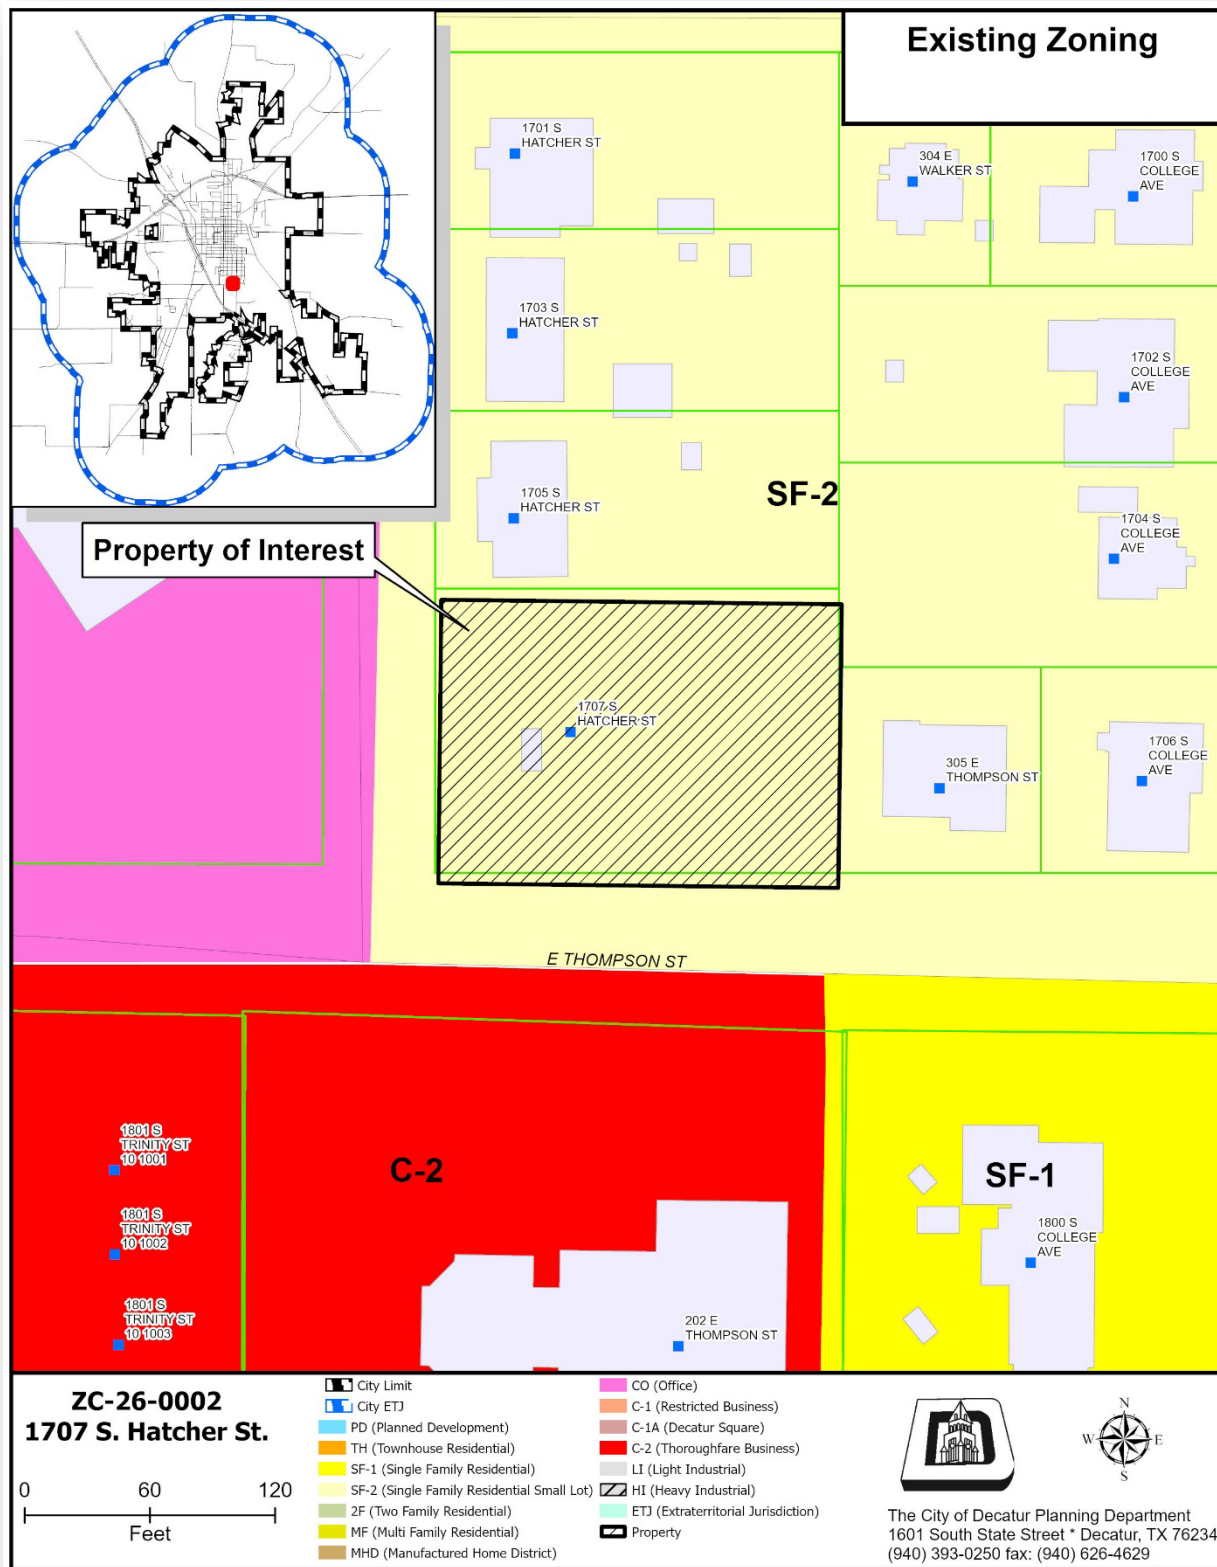 Existing Zoning
1701 S
HATCHER ST
304 E
WALKER ST
1700 S
COLLEGE
AVE
1703 S
HATCHER ST
1702 S
COLLEGE
AVE
1705 S
HATCHER ST
SF-2
1704 S
COLLEGE
AVE
Property of Interest
1707 S
HATCHER ST
305 E
THOMPSON ST
1706 S
COLLEGE
AVE
E THOMPSON ST
1801 S
TRINITY ST
10 1001
C-2
SF-1
1801 S
TRINITY ST
10 1002
1800 S
COLLEGE
AVE
1801 S
TRINITY ST
10 1003
202 E
THOMPSON ST
ZC-26-0002
1707 S. Hatcher St.
0 60 120
Feet
City Limit
City ETJ
PD (Planned Development)
TH (Townhouse Residential)
SF-1 (Single Family Residential)
SF-2 (Single Family Residential Small Lot)
2F (Two Family Residential)
MF (Multi Family Residential)
MHD (Manufactured Home District)
CO (Office)
C-1 (Restricted Business)
C-1A (Decatur Square)
C-2 (Thoroughfare Business)
LI (Light Industrial)
HI (Heavy Industrial)
ETJ (Extraterritorial Jurisdiction)
Property
N
W E
S
The City of Decatur Planning Department
1601 South State Street * Decatur, TX 76234
(940) 393-0250 fax: (940) 626-4629